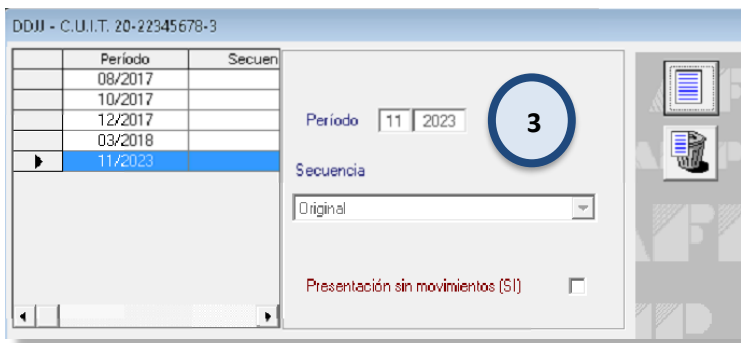 DDJJ - C.U.I.T. 20-22345678-3
Período Secuen
08/2017
10/2017
12/2017
03/2018
11/2023
Período 11 2023
3
Secuencia
Original
Presentación sin movimientos (SI)